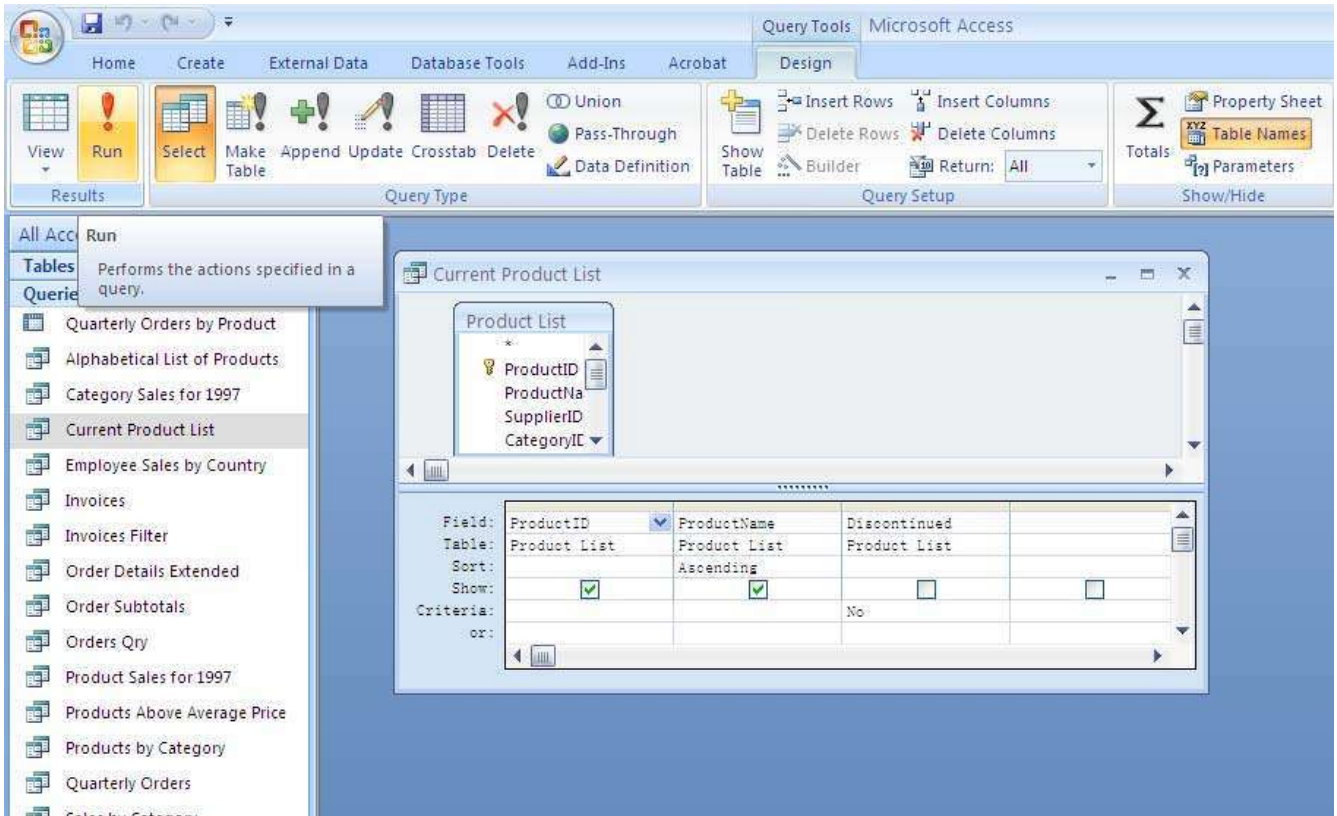 Query Tools Microsoft Access
Home Create External Data Database Tools Add-Ins Acrobat Design
View
Run
Select
Make Table
Append
Update
Crosstab
Delete
Union
Pass-Through
Data Definition
Show Table
Insert Rows
Delete Rows
Builder
Insert Columns
Delete Columns
Return: All
Σ
Totals
Property Sheet
XYZ Table Names
Parameters
Results Query Type Query Setup Show/Hide
All Acc
Run
Performs the actions specified in a
query.
Tables
Querie
Quarterly Orders by Product
Alphabetical List of Products
Category Sales for 1997
Current Product List
Employee Sales by Country
Invoices
Invoices Filter
Order Details Extended
Order Subtotals
Orders Qry
Product Sales for 1997
Products Above Average Price
Products by Category
Quarterly Orders
Current Product List
Product List
*
ProductID
ProductNa
SupplierID
CategoryID
Field: ProductID ProductName Discontinued
Table: Product List Product List Product List
Sort: Ascending
Show:
Criteria: No
or: